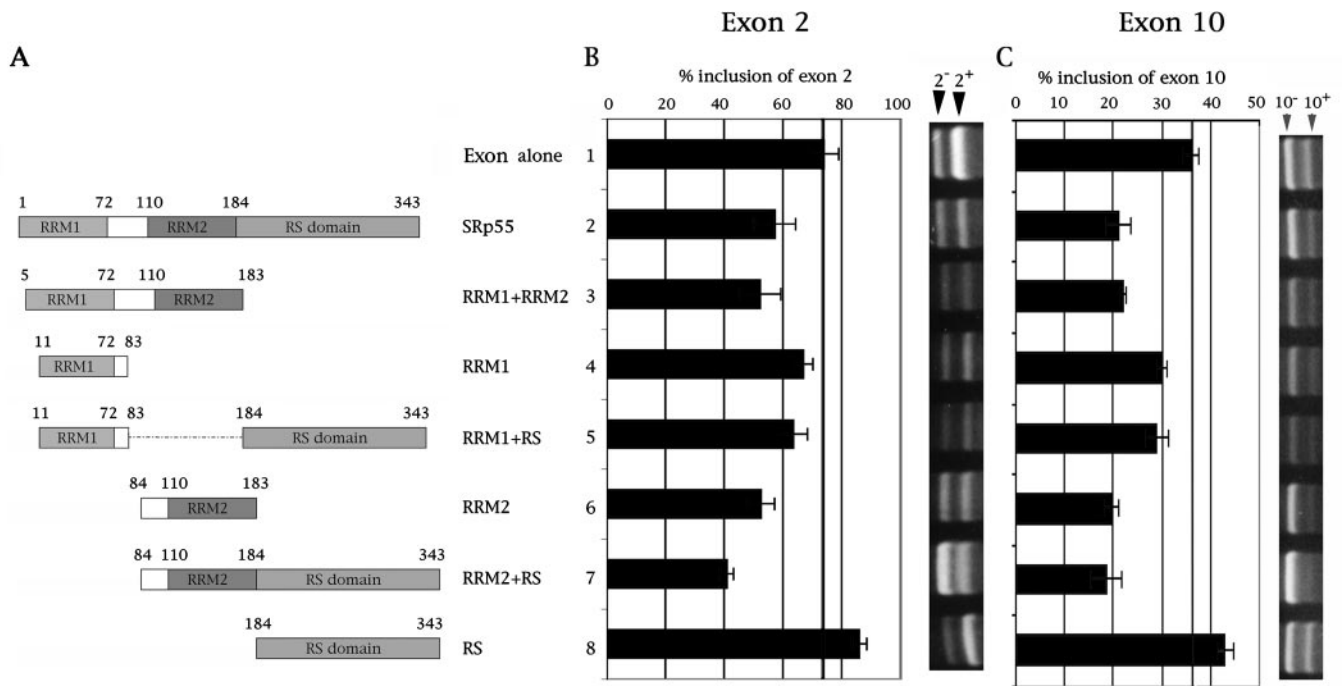 Exon 2
Exon 10
A
B
C
% inclusion of exon 2
2⁻ 2⁺
% inclusion of exon 10
10⁻ 10⁺
0 20 40 60 80 100
0 10 20 30 40 50
Exon alone 1
1 72 110 184 343
RRM1 RRM2 RS domain
SRp55 2
5 72 110 183
RRM1 RRM2
RRM1+RRM2 3
11 72 83
RRM1
RRM1 4
11 72 83 184 343
RRM1 RS domain
RRM1+RS 5
84 110 183
RRM2
RRM2 6
84 110 184 343
RRM2 RS domain
RRM2+RS 7
184 343
RS domain
RS 8